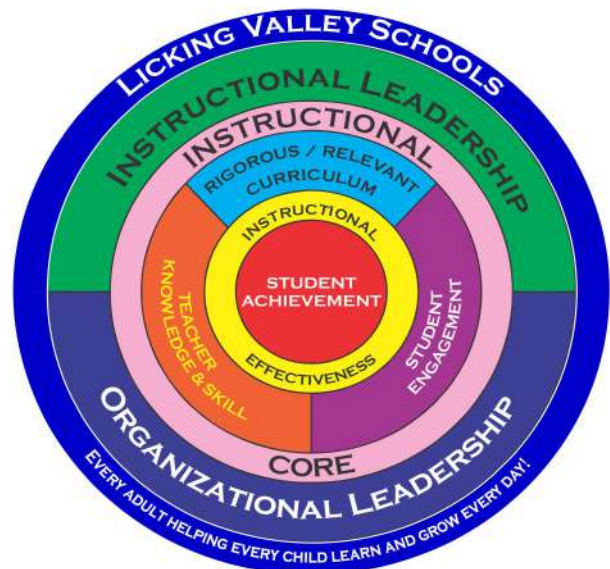 LICKING VALLEY SCHOOLS
INSTRUCTIONAL LEADERSHIP
INSTRUCTIONAL
RIGOROUS / RELEVANT
CURRICULUM
INSTRUCTIONAL
STUDENT
ACHIEVEMENT
EFFECTIVENESS
TEACHER
KNOWLEDGE & SKILL
STUDENT
ENGAGEMENT
CORE
ORGANIZATIONAL LEADERSHIP
EVERY ADULT HELPING EVERY CHILD LEARN AND GROW EVERY DAY!